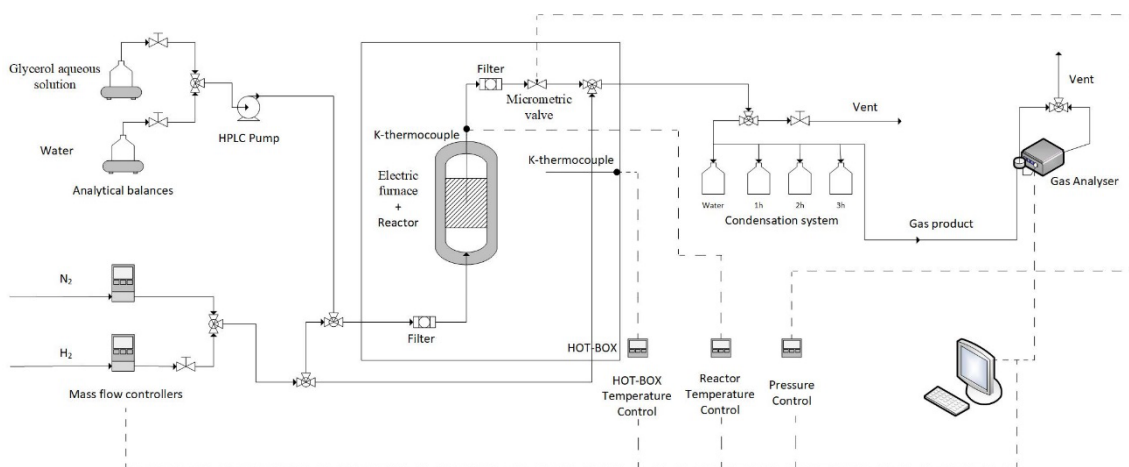 Glycerol aqueous
solution
Water
Analytical balances
HPLC Pump
N₂
H₂
Mass flow controllers
Filter
Micrometric
valve
K-thermocouple
Electric
furnace
+
Reactor
K-thermocouple
Filter
HOT-BOX
Vent
Water
1h
2h
3h
Condensation system
Gas product
Vent
Gas Analyser
HOT-BOX
Temperature
Control
Reactor
Temperature
Control
Pressure
Control